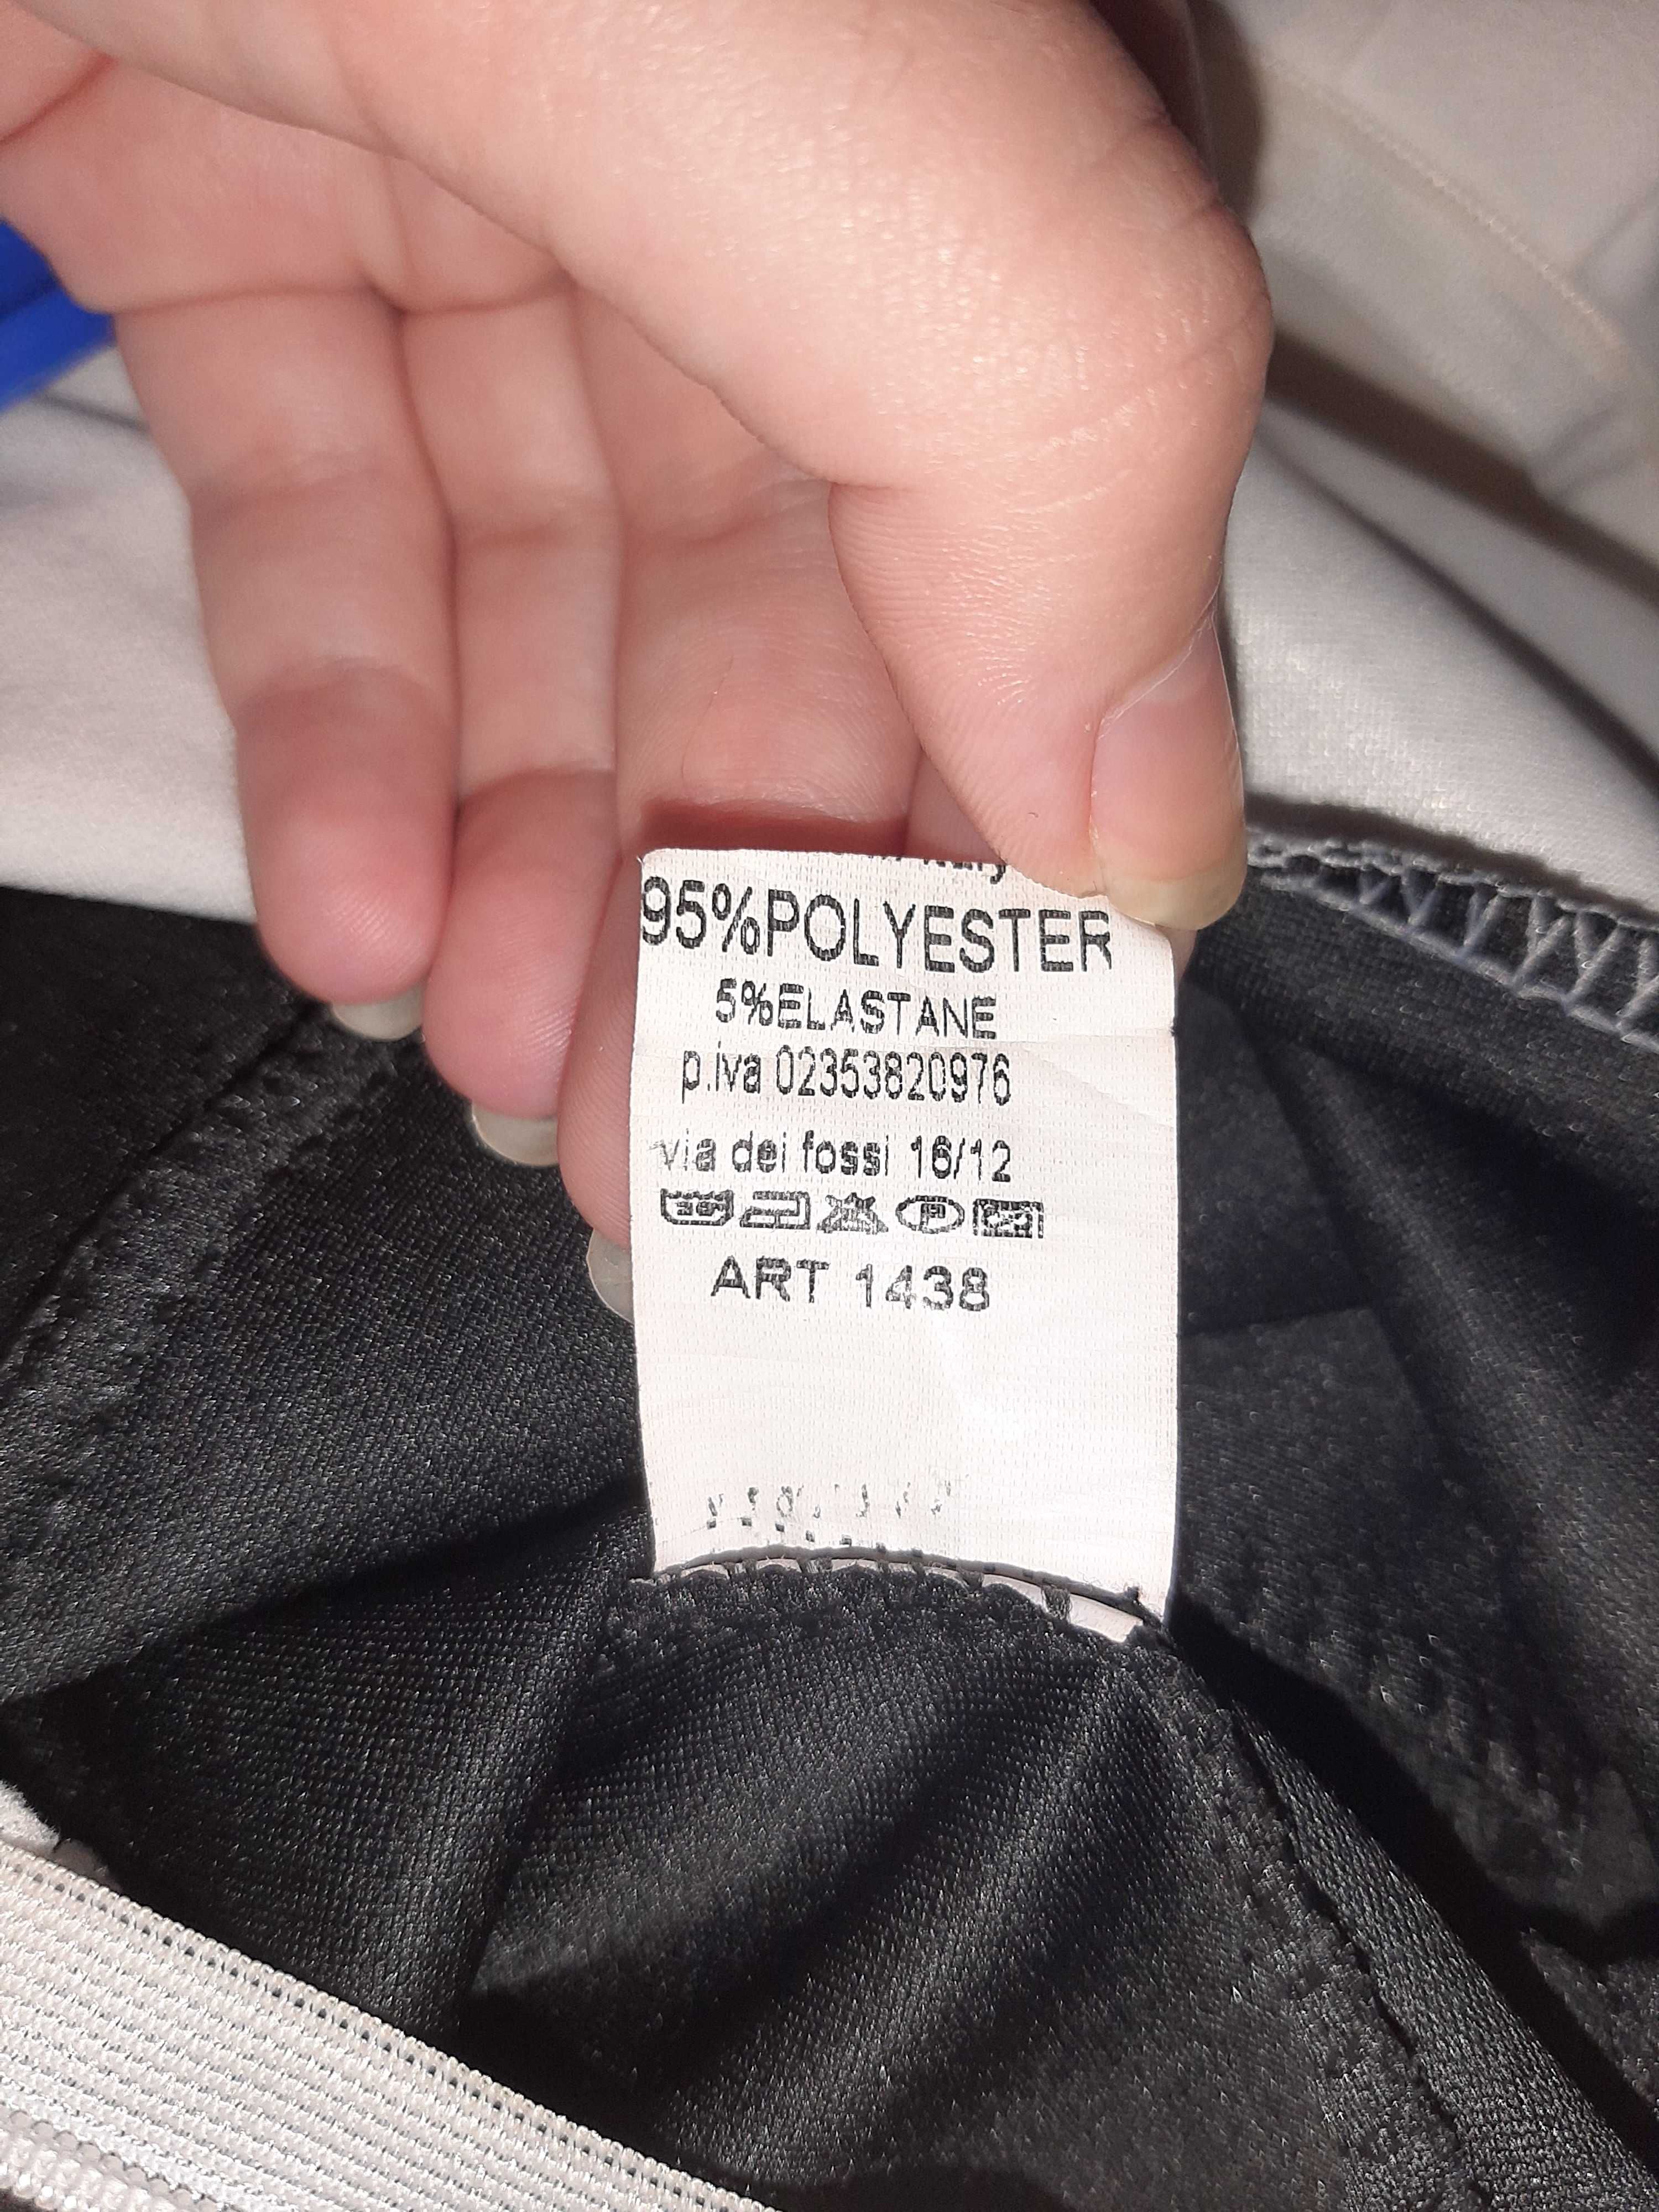 95%POLYESTER
5%ELASTANE
p.iva 02353820976
via dei fossi 16/12
ART 1438